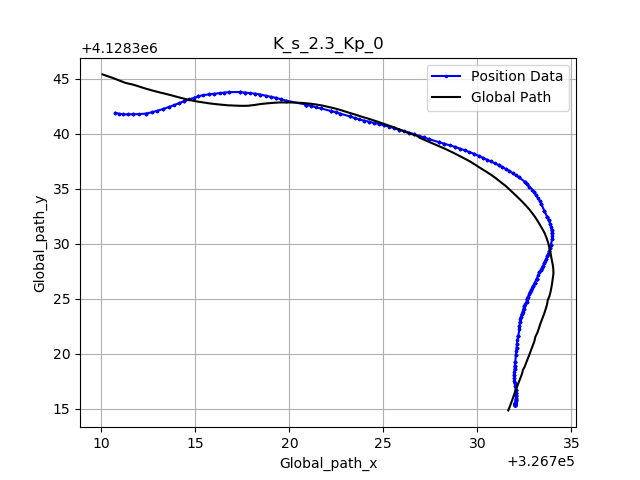 K_s_2.3_Kp_0
+4.1283e6
Position Data
Global Path
45
40
35
30
25
20
15
Global_path_y
10 15 20 25 30 35
Global_path_x
+3.267e5